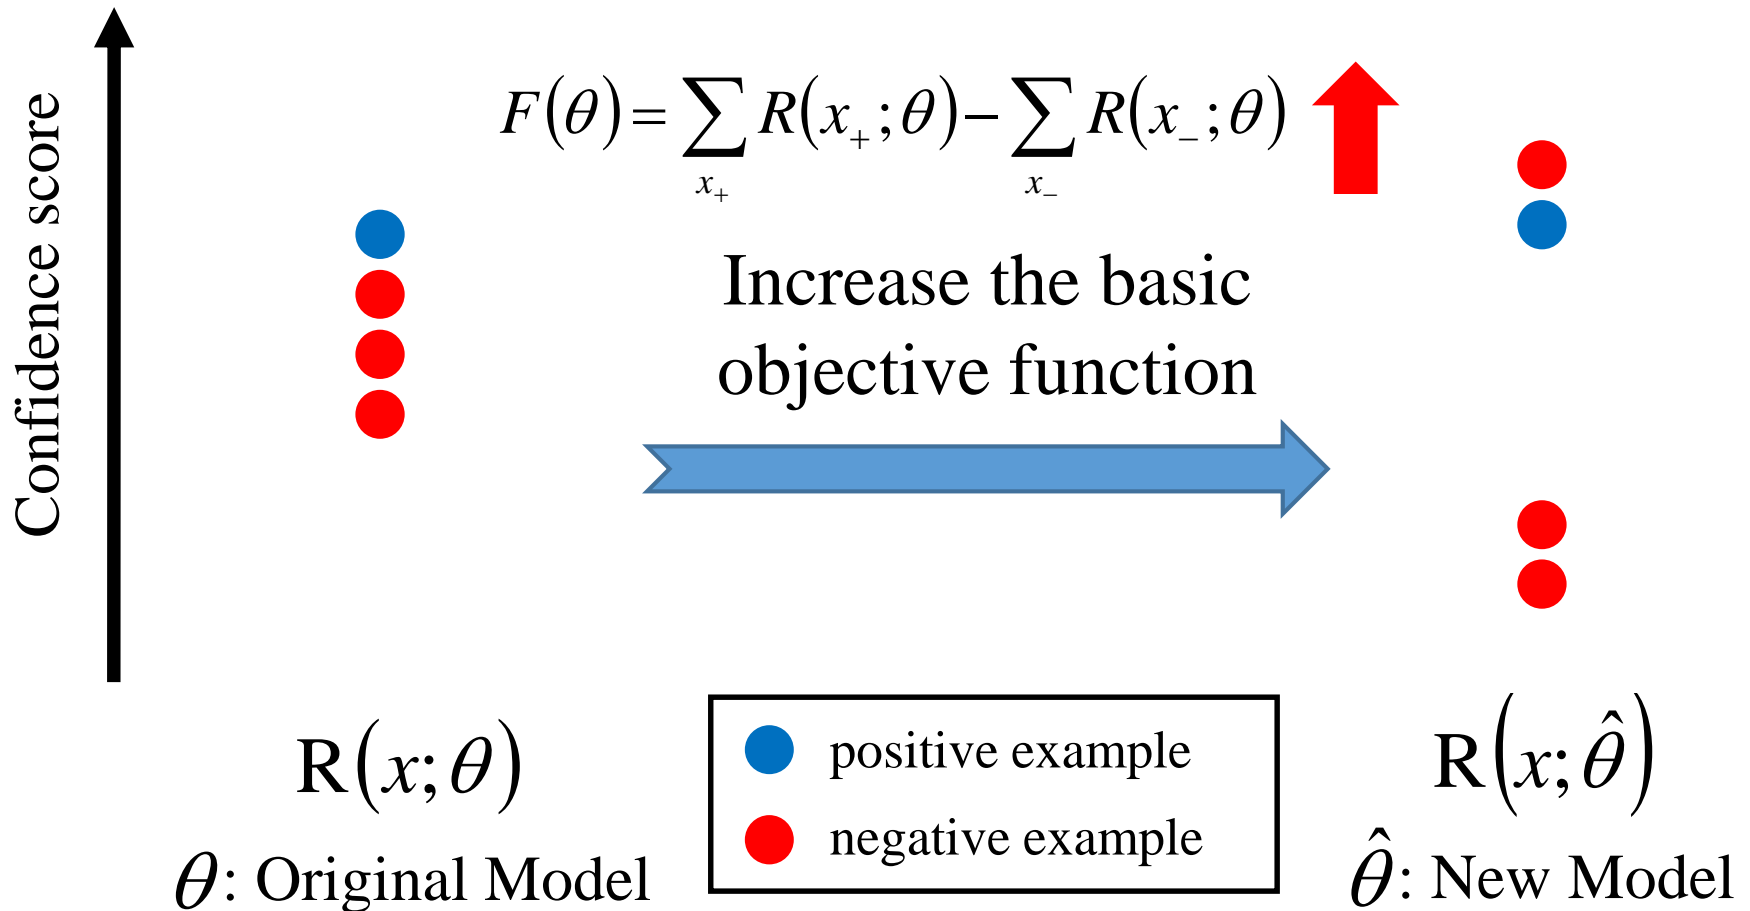 Confidence score
F(θ) = ∑ R(x₊;θ) − ∑ R(x₋;θ)
x₊ x₋
Increase the basic
objective function
R(x;θ)
θ: Original Model
positive example
negative example
R(x;θ̂)
θ̂: New Model